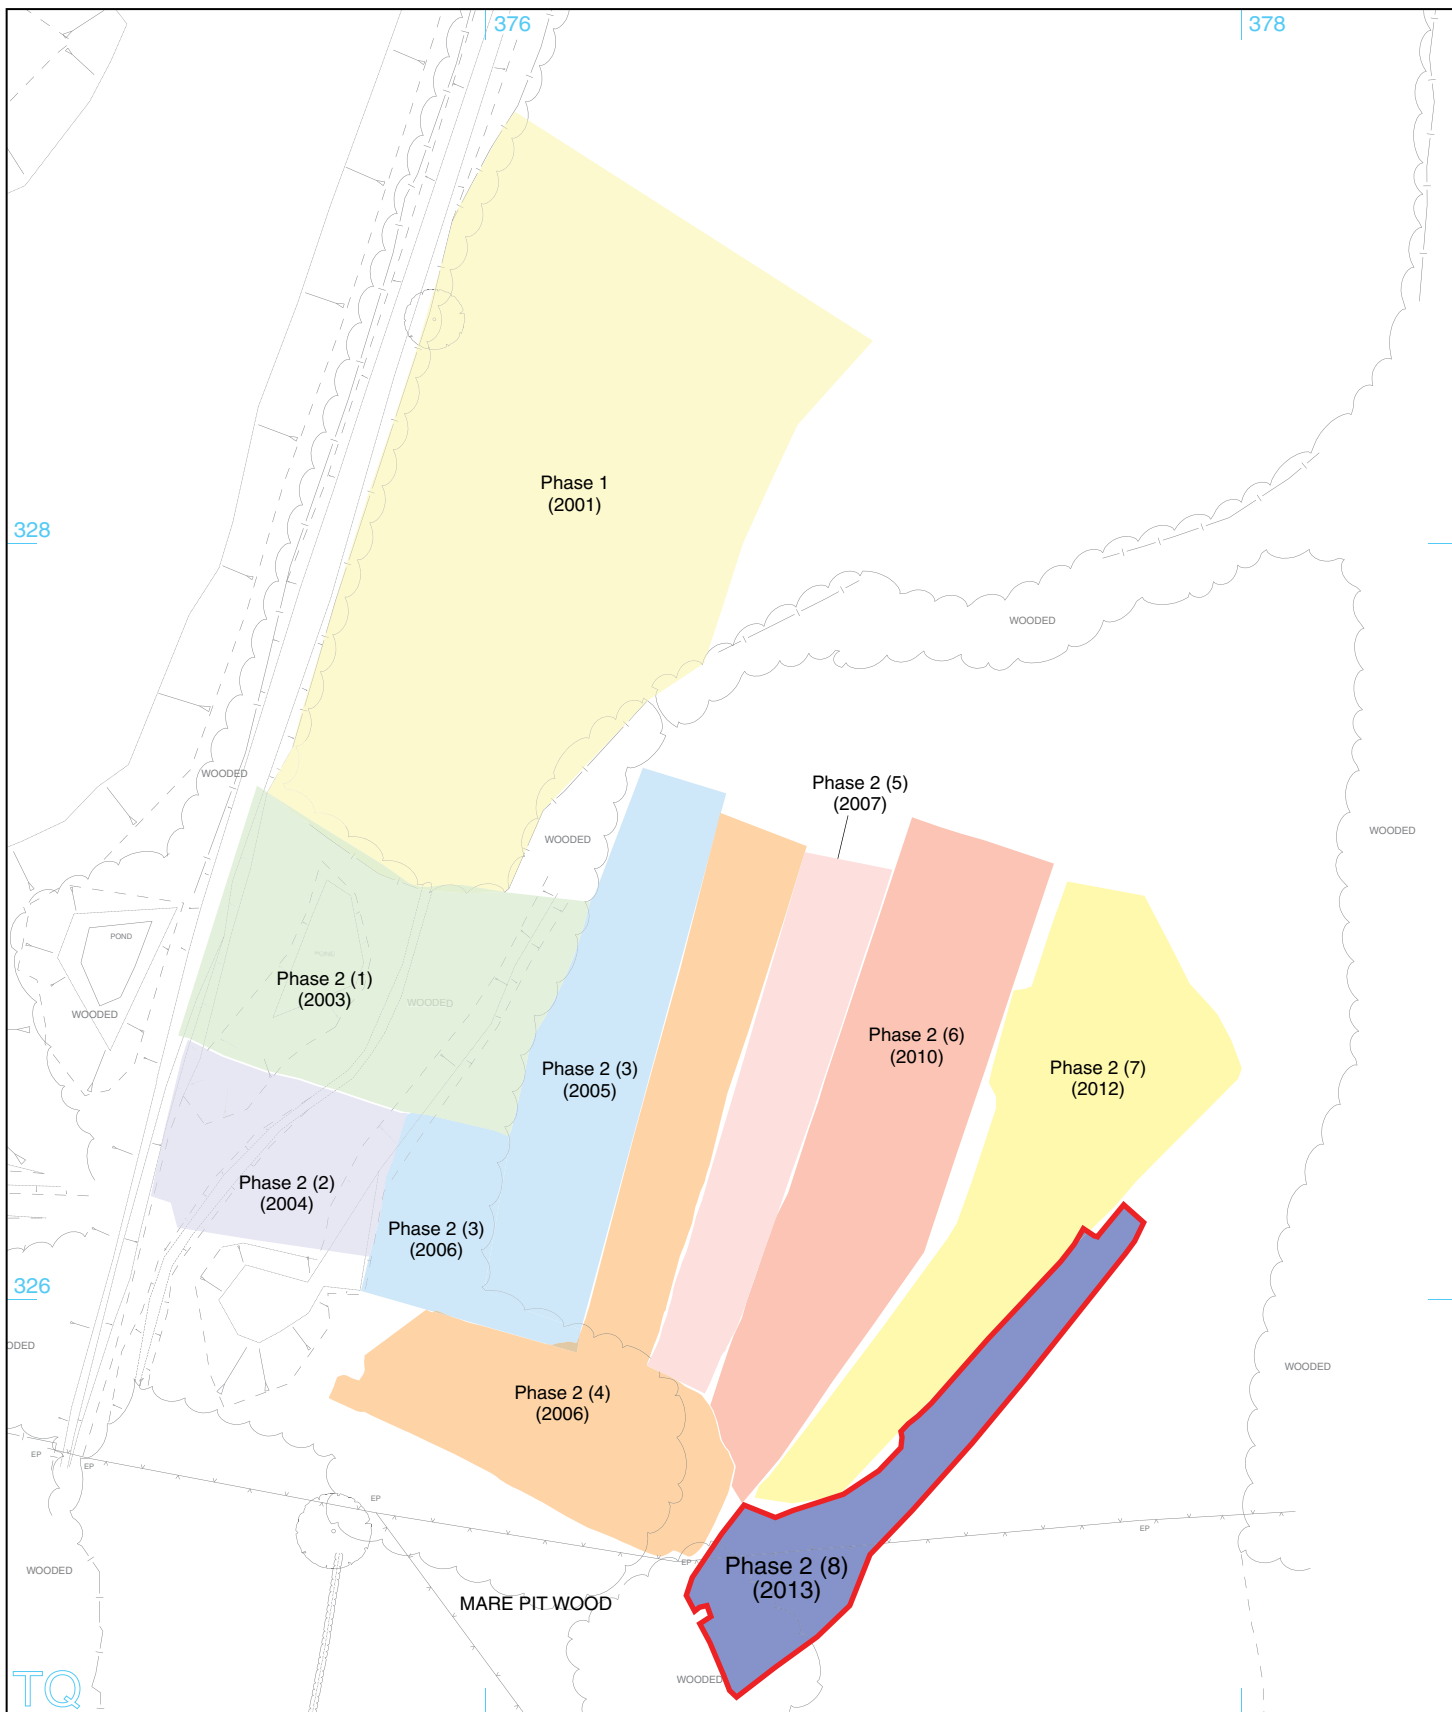 376
378
Phase 1
(2001)
328
WOODED
WOODED
Phase 2 (5)
(2007)
WOODED
WOODED
POND
POND
Phase 2 (1)
(2003)
WOODED
WOODED
Phase 2 (6)
(2010)
Phase 2 (3)
(2005)
Phase 2 (7)
(2012)
Phase 2 (2)
(2004)
Phase 2 (3)
(2006)
326
ODED
WOODED
Phase 2 (4)
(2006)
EP
EP
EP
EP
EP
WOODED
Phase 2 (8)
(2013)
MARE PIT WOOD
WOODED
TQ